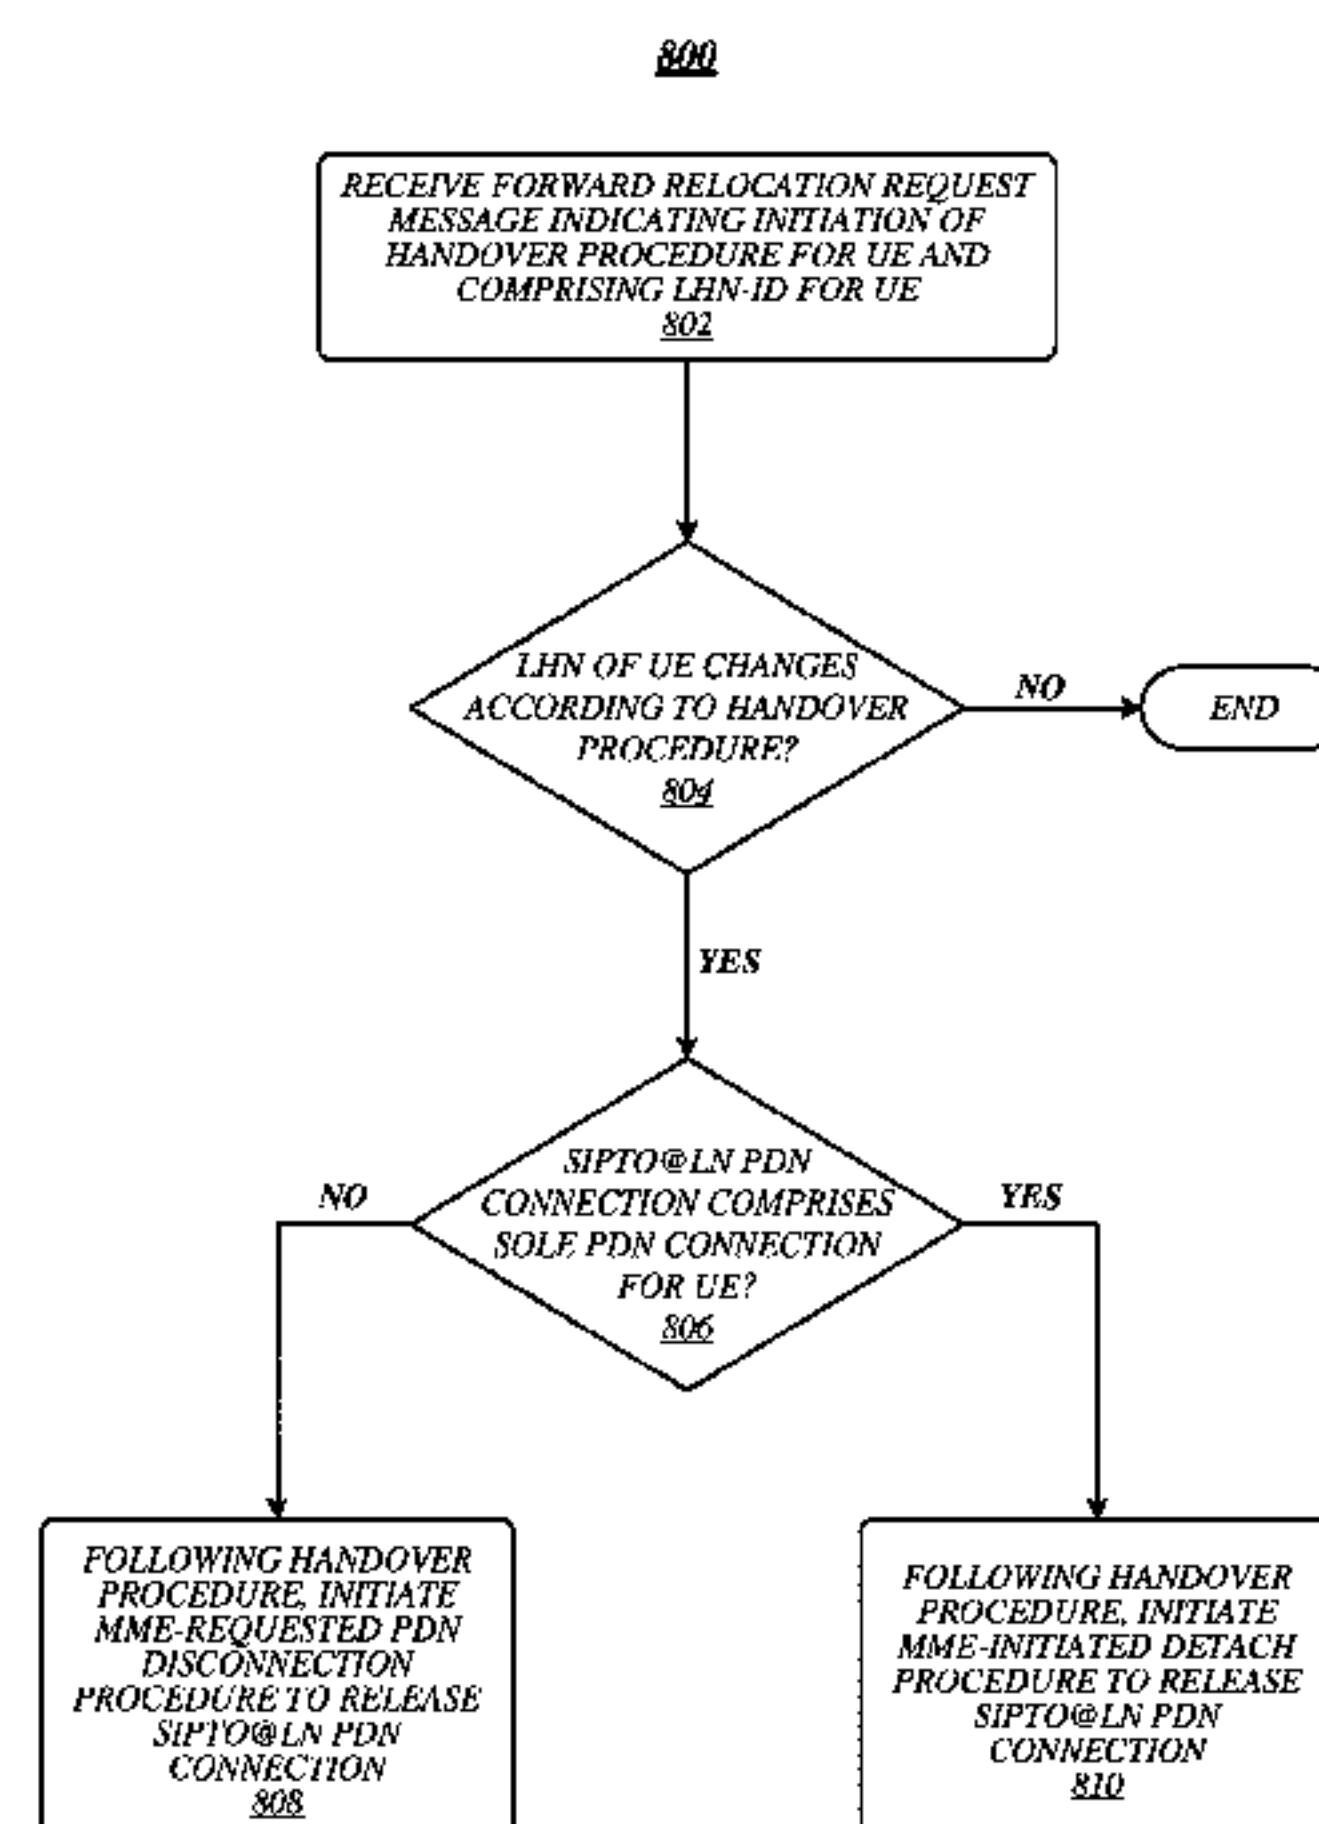 800
RECEIVE FORWARD RELOCATION REQUEST
MESSAGE INDICATING INITIATION OF
HANDOVER PROCEDURE FOR UE AND
COMPRISING LHN-ID FOR UE
802
LHN OF UE CHANGES
ACCORDING TO HANDOVER
PROCEDURE?
804
NO
END
YES
SIPTO@LN PDN
CONNECTION COMPRISES
SOLE PDN CONNECTION
FOR UE?
806
NO
YES
FOLLOWING HANDOVER
PROCEDURE, INITIATE
MME-REQUESTED PDN
DISCONNECTION
PROCEDURE TO RELEASE
SIPTO@LN PDN
CONNECTION
808
FOLLOWING HANDOVER
PROCEDURE, INITIATE
MME-INITIATED DETACH
PROCEDURE TO RELEASE
SIPTO@LN PDN
CONNECTION
810